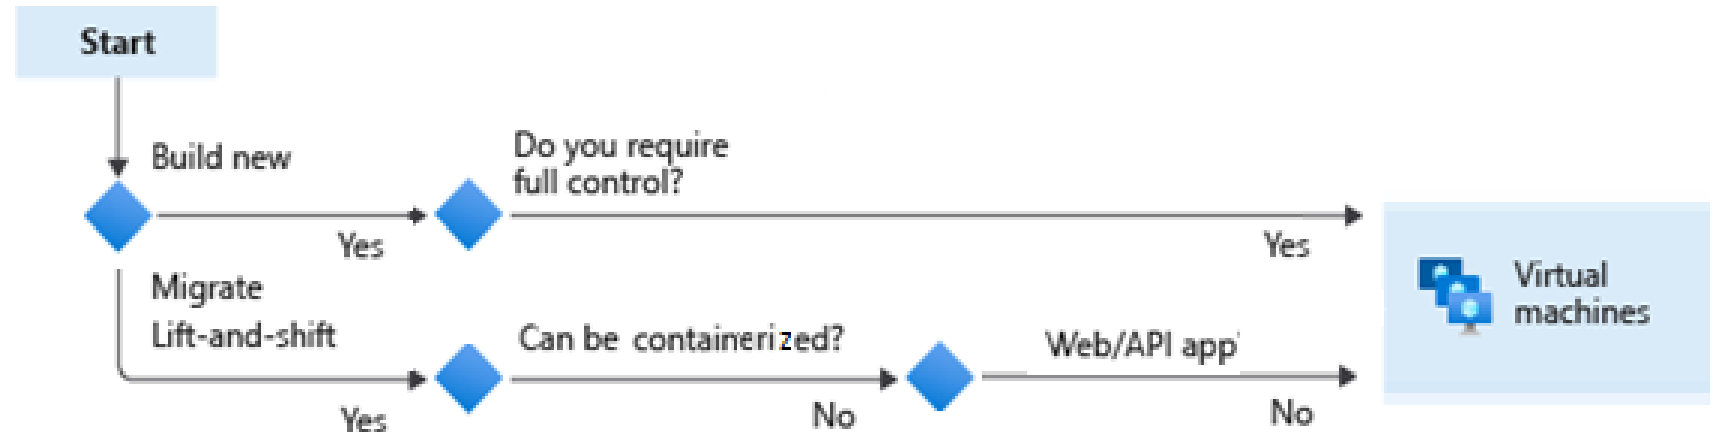 Start
Build new
Do you require
full control?
Yes
Yes
Virtual
machines
Migrate
Lift-and-shift
Can be containerized?
Web/API app
Yes
No
No